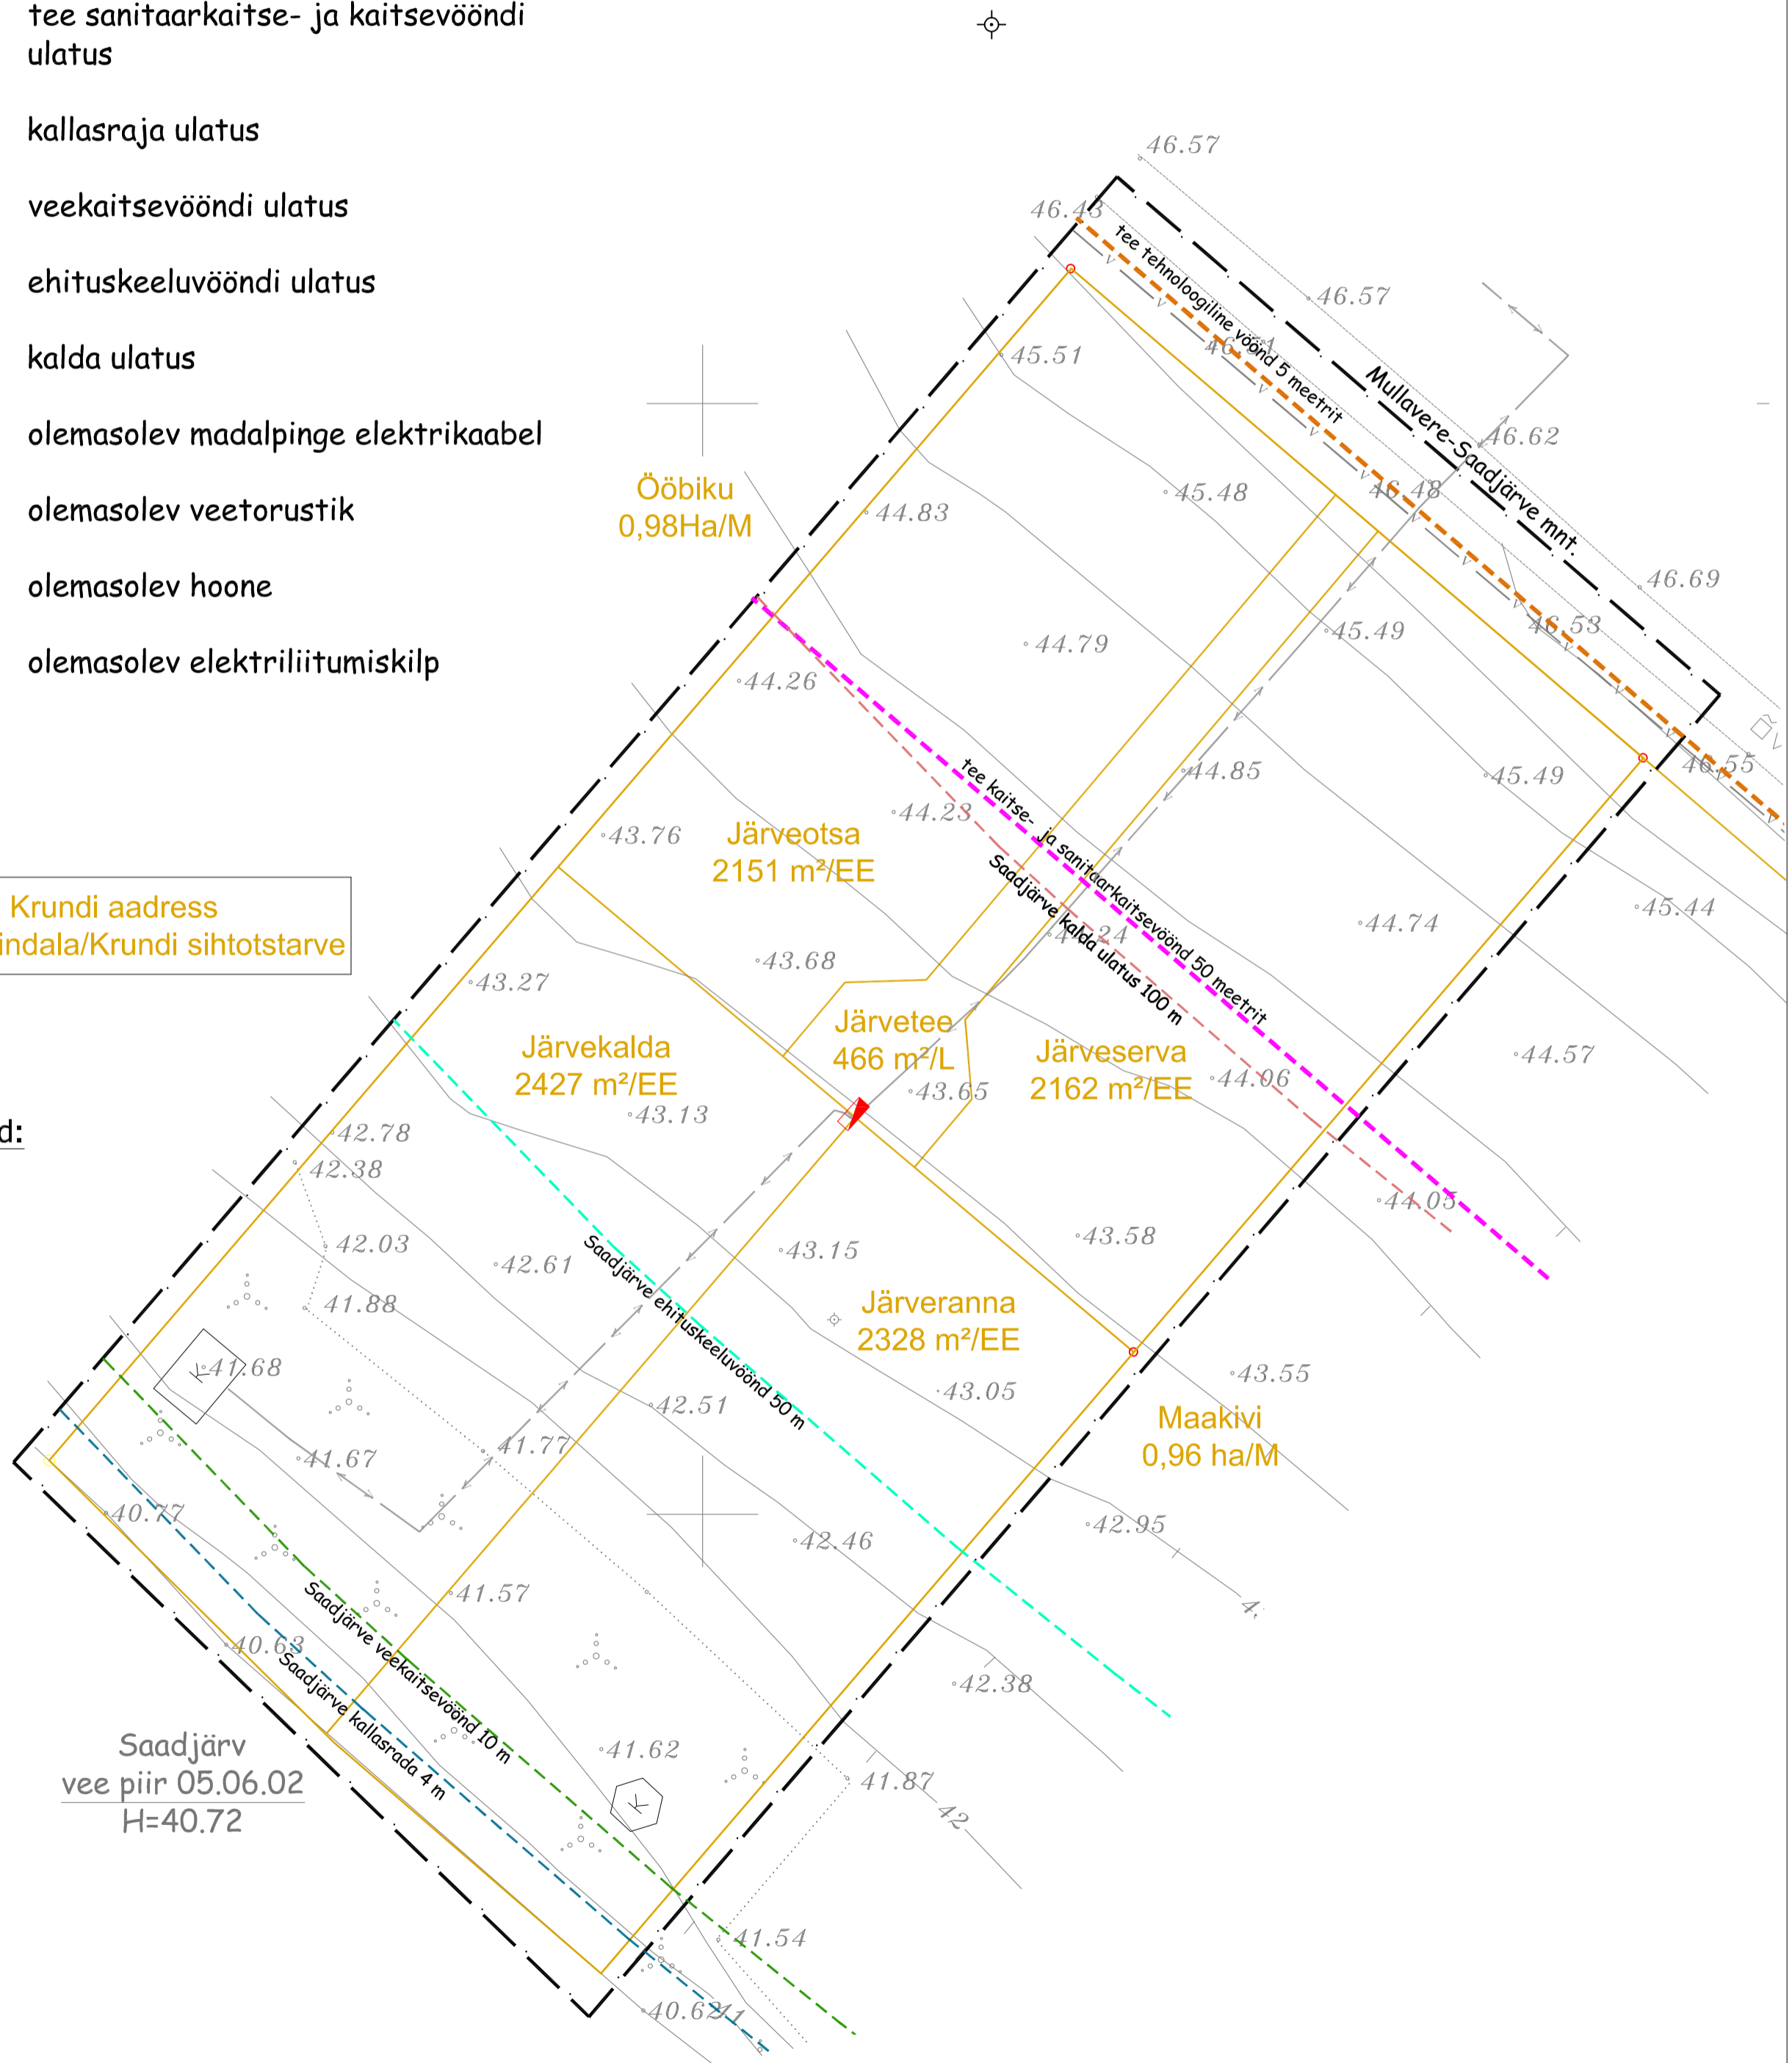 tee sanitaarkaitse- ja kaitsevööndi
ulatus
kallasraja ulatus
veekaitsevööndi ulatus
ehituskeeluvööndi ulatus
kalda ulatus
olemasolev madalpinge elektrikaabel
olemasolev veetorustik
olemasolev hoone
olemasolev elektriliitumiskilp
Krundi aadress
indala/Krundi sihtotstarve
d:
46.57
46.43
tee tehnoloogiline vöönd 5 meetrit
46.57
Mullavere-Saadjärve mnt.
45.51
46.62
46.48
45.48
Ööbiku
0,98Ha/M
44.83
46.69
46.53
45.49
44.79
44.26
46.55
45.49
44.85
tee kaitse- ja sanitaarkaitsevöönd 50 meetrit
Saadjärve kalda ulatus 100 m
44.23
43.76
Järveotsa
2151 m²/EE
45.44
44.74
43.68
43.27
Järvetee
466 m²/L
Järvekalda
2427 m²/EE
Järveserva
2162 m²/EE
44.57
44.06
43.65
43.13
42.78
42.38
44.05
42.03
43.58
43.15
42.61
Saadjärve ehituskeeluvöönd 50 m
41.88
Järveranna
2328 m²/EE
K
41.68
43.55
43.05
42.51
Maakivi
0,96 ha/M
41.77
41.67
40.77
42.95
42.46
41.57
Saadjärve veekaitsevöönd 10 m
40.63
Saadjärve kallasrada 4 m
42.38
Saadjärv
vee piir 05.06.02
H=40.72
41.62
41.87
K
42
41.54
40.62
41